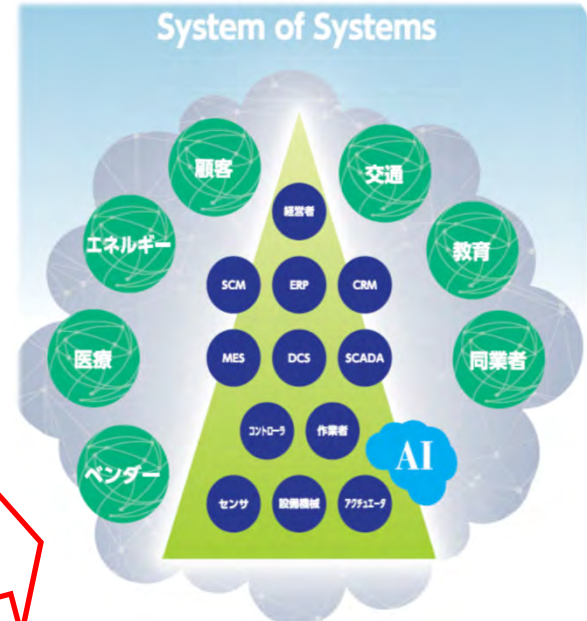 System of Systems
顧客
交通
経営者
エネルギー
教育
SCM
ERP
CRM
医療
MES
DCS
SCADA
同業者
コントローラ
作業者
AI
ベンダー
センサ
設備機械
アクチュエータ